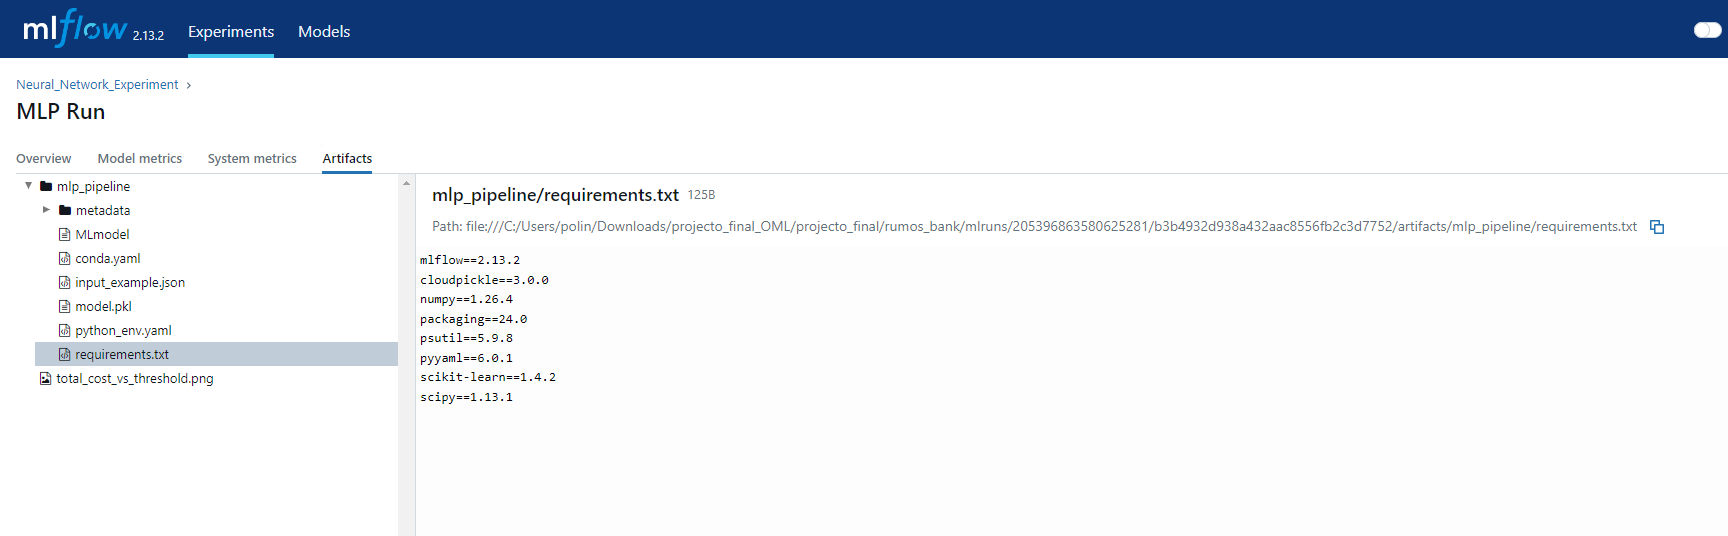 mlflow 2.13.2 Experiments Models
Neural_Network_Experiment ›
MLP Run
Overview Model metrics System metrics Artifacts
mlp_pipeline
metadata
MLmodel
conda.yaml
input_example.json
model.pkl
python_env.yaml
requirements.txt
total_cost_vs_threshold.png
mlp_pipeline/requirements.txt 125B
Path: file:///C:/Users/polin/Downloads/projecto_final_OML/projecto_final/rumos_bank/mlruns/205396863580625281/b3b4932d938a432aac8556fb2c3d7752/artifacts/mlp_pipeline/requirements.txt
mlflow==2.13.2
cloudpickle==3.0.0
numpy==1.26.4
packaging==24.0
psutil==5.9.8
pyyaml==6.0.1
scikit-learn==1.4.2
scipy==1.13.1